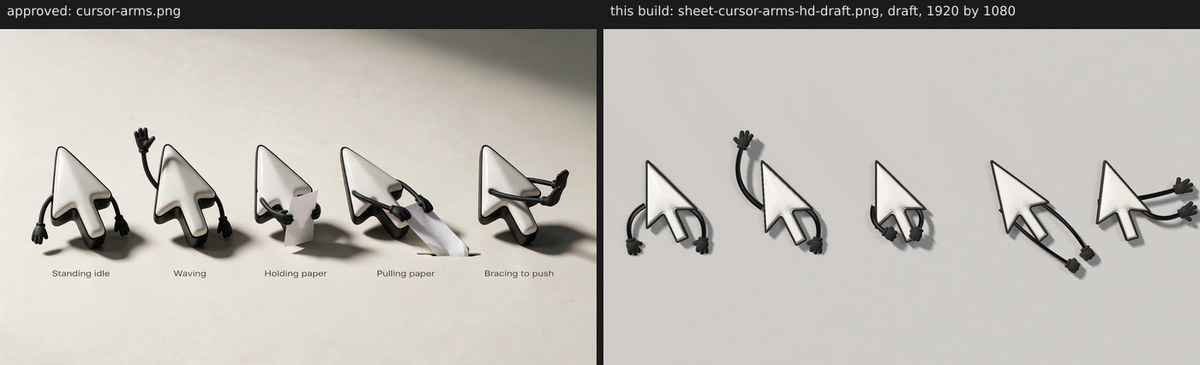 approved: cursor-arms.png
this build: sheet-cursor-arms-hd-draft.png, draft, 1920 by 1080
Standing idle
Waving
Holding paper
Pulling paper
Bracing to push